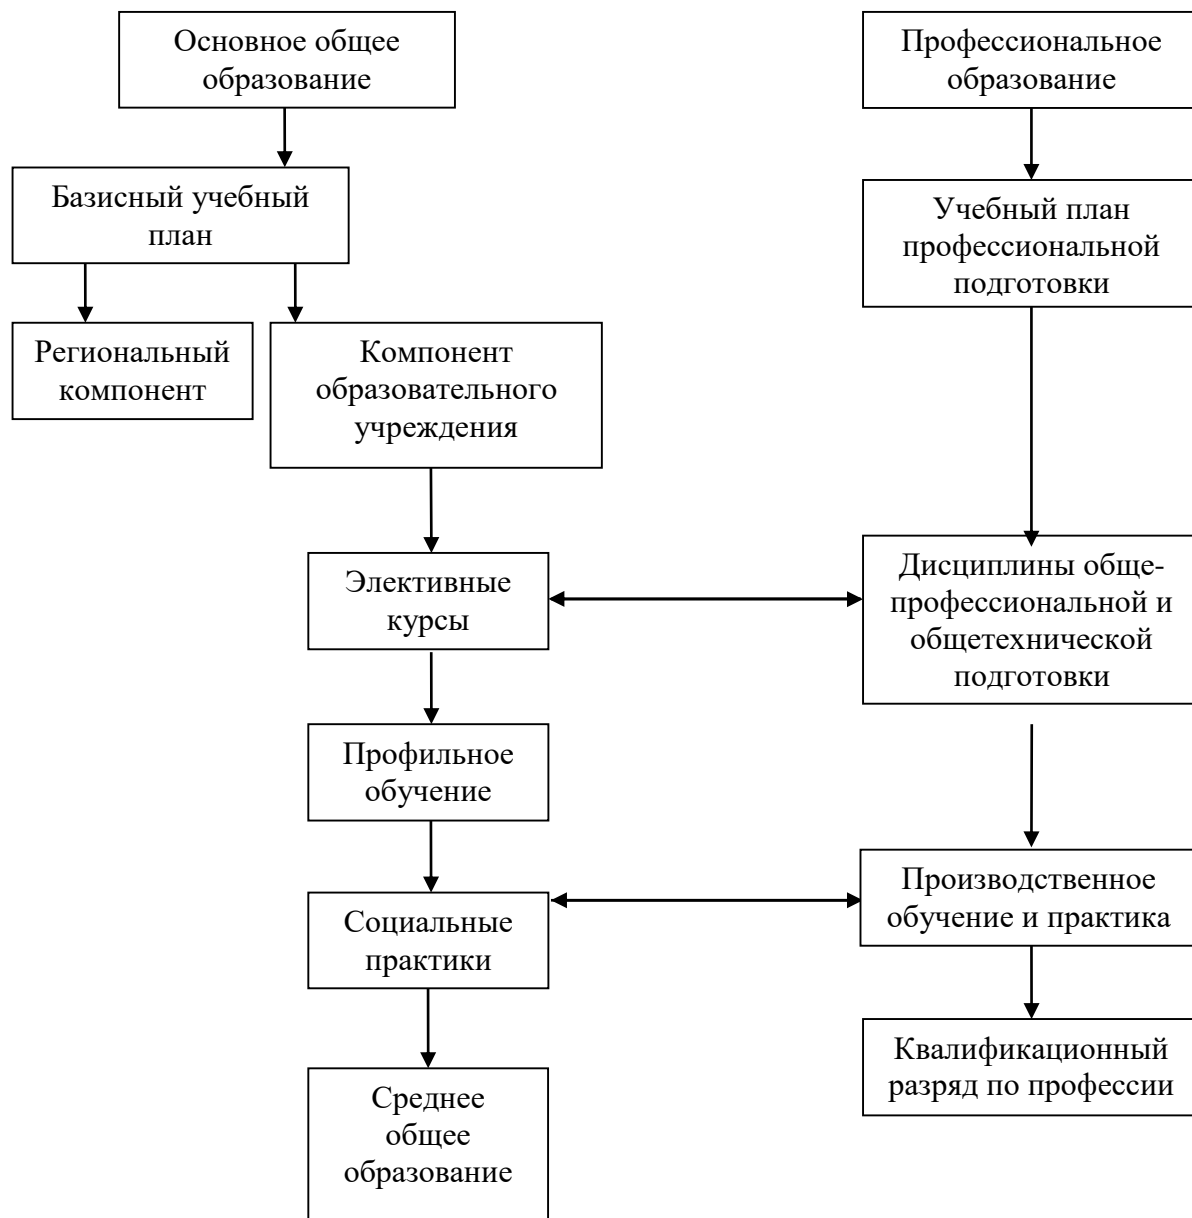 Основное общее
образование
Профессиональное
образование
Базисный учебный
план
Учебный план
профессиональной
подготовки
Региональный
компонент
Компонент
образовательного
учреждения
Элективные
курсы
Дисциплины обще-
профессиональной и
общетехнической
подготовки
Профильное
обучение
Производственное
обучение и практика
Социальные
практики
Квалификационный
разряд по профессии
Среднее
общее
образование